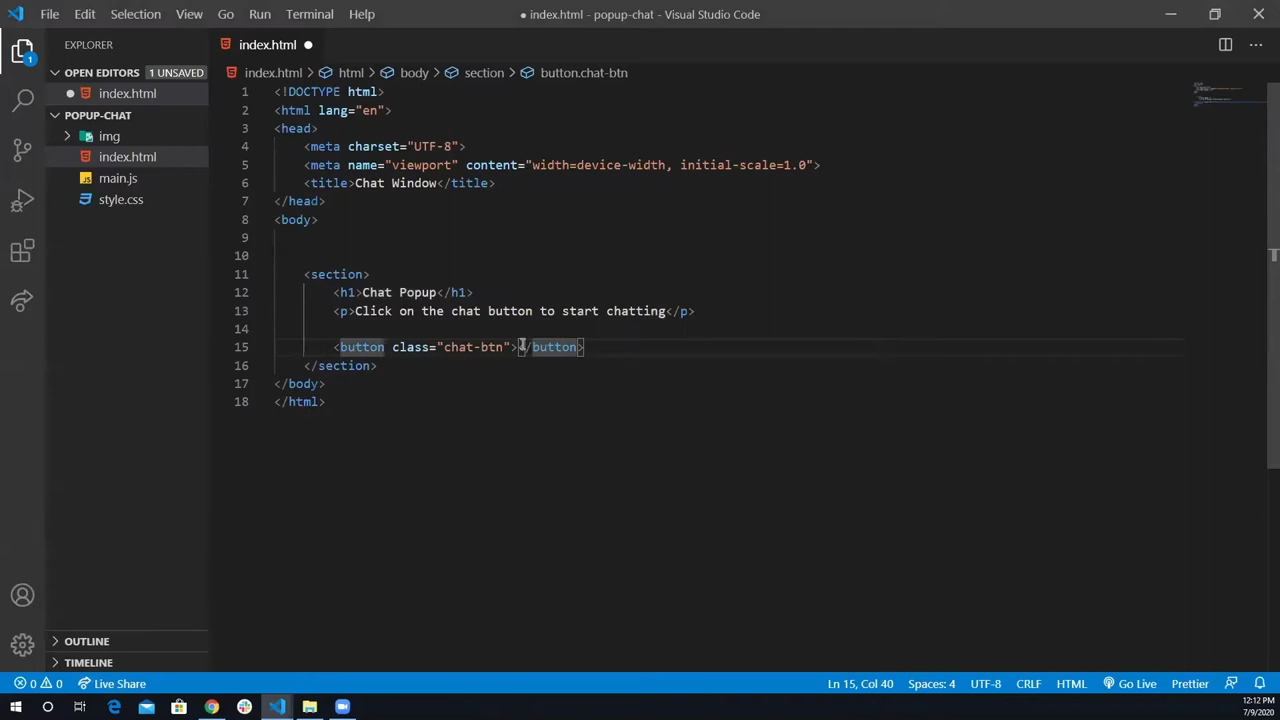 File Edit Selection View Go Run Terminal Help ● index.html - popup-chat - Visual Studio Code
EXPLORER
index.html ●
OPEN EDITORS 1 UNSAVED
● index.html
POPUP-CHAT
img
index.html
main.js
style.css
OUTLINE
TIMELINE
1
index.html > html > body > section > button.chat-btn
1 <!DOCTYPE html>
2 <html lang="en">
3 <head>
4 <meta charset="UTF-8">
5 <meta name="viewport" content="width=device-width, initial-scale=1.0">
6 <title>Chat Window</title>
7 </head>
8 <body>
9
10
11 <section>
12 <h1>Chat Popup</h1>
13 <p>Click on the chat button to start chatting</p>
14
15 <button class="chat-btn"></button>
16 </section>
17 </body>
18 </html>
0 0 Live Share Ln 15, Col 40 Spaces: 4 UTF-8 CRLF HTML Go Live Prettier
12:12 PM
7/9/2020